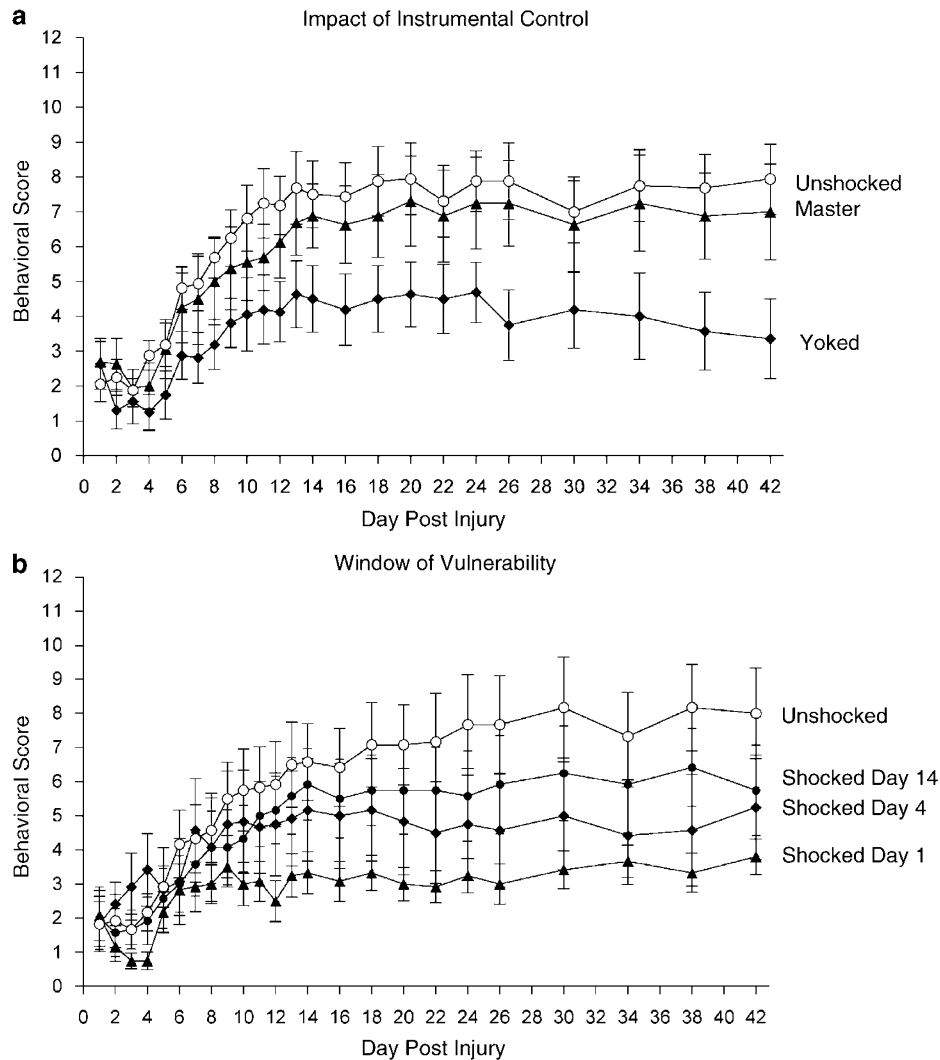 a
Impact of Instrumental Control
12
11
10
9
8
7
6
5
4
3
2
1
0
Behavioral Score
Unshocked
Master
Yoked
0 2 4 6 8 10 12 14 16 18 20 22 24 26 28 30 32 34 36 38 40 42
Day Post Injury
b
Window of Vulnerability
12
11
10
9
8
7
6
5
4
3
2
1
0
Behavioral Score
Unshocked
Shocked Day 14
Shocked Day 4
Shocked Day 1
0 2 4 6 8 10 12 14 16 18 20 22 24 26 28 30 32 34 36 38 40 42
Day Post Injury